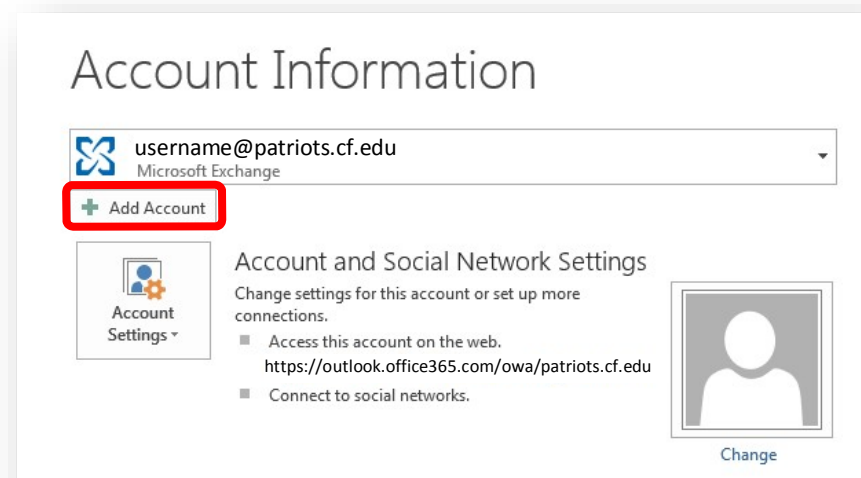 Account Information
username@patriots.cf.edu
Microsoft Exchange
Add Account
Account
Settings
Account and Social Network Settings
Change settings for this account or set up more
connections.
Access this account on the web.
https://outlook.office365.com/owa/patriots.cf.edu
Connect to social networks.
Change